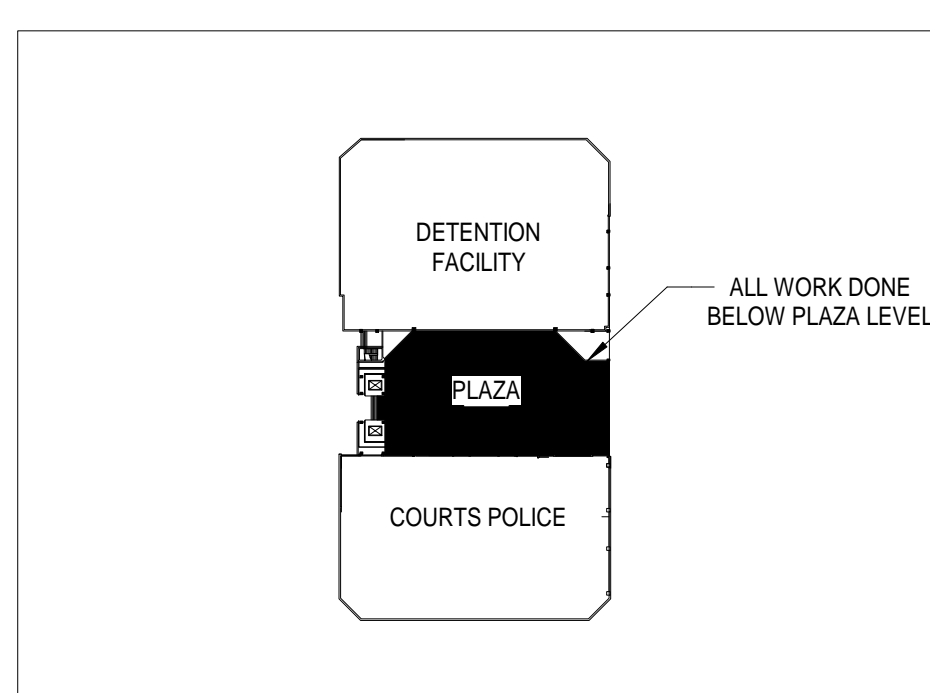 DETENTION
FACILITY
ALL WORK DONE
BELOW PLAZA LEVEL
PLAZA
COURTS POLICE